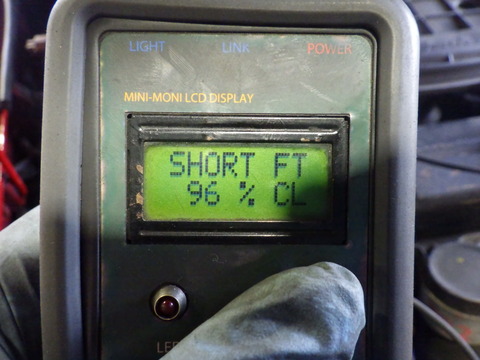 LIGHT LINK POWER
MINI-MONI LCD DISPLAY
SHORT FT
96 % CL